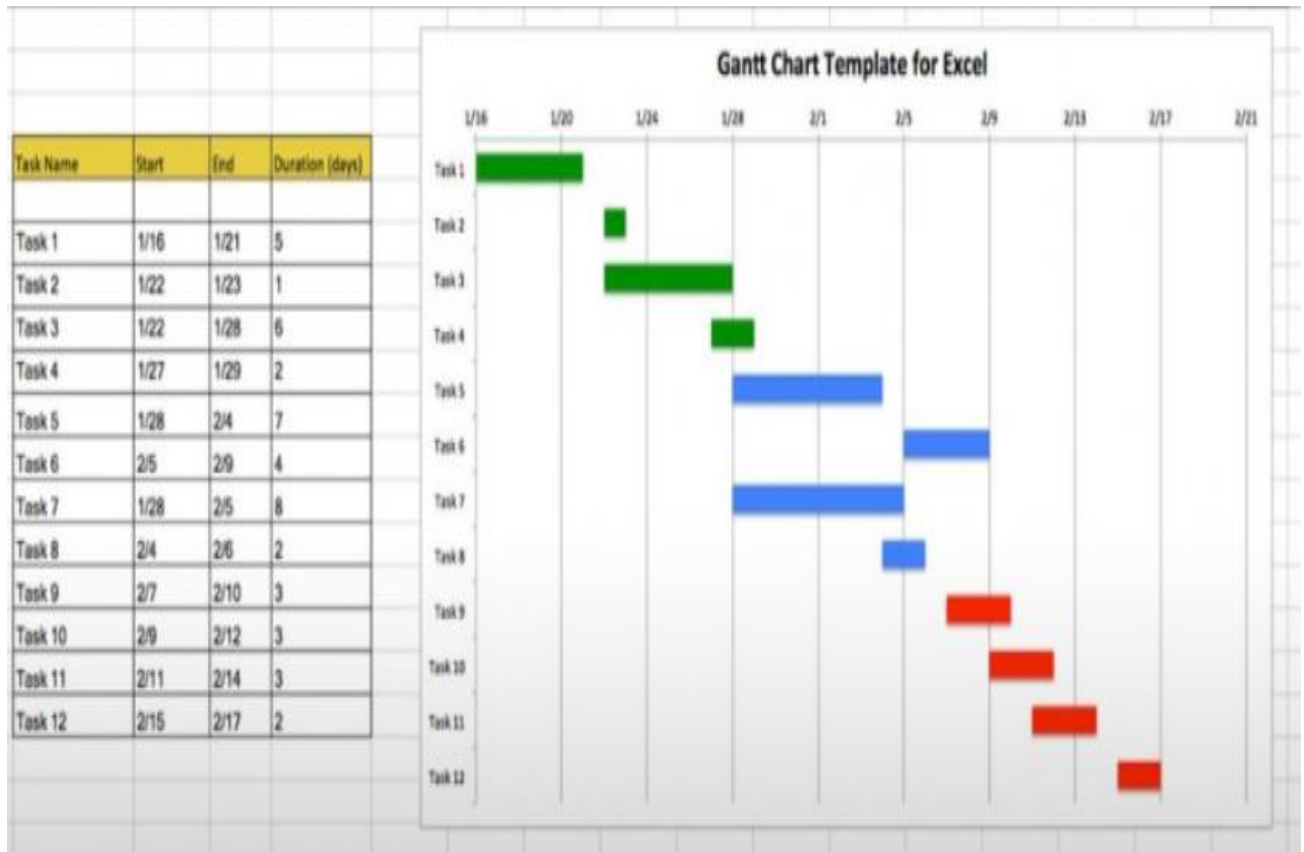 Task Name Start End Duration (days)
Task 1 1/16 1/21 5
Task 2 1/22 1/23 1
Task 3 1/22 1/28 6
Task 4 1/27 1/29 2
Task 5 1/28 2/4 7
Task 6 2/5 2/9 4
Task 7 1/28 2/5 8
Task 8 2/4 2/6 2
Task 9 2/7 2/10 3
Task 10 2/9 2/12 3
Task 11 2/11 2/14 3
Task 12 2/15 2/17 2
Gantt Chart Template for Excel
1/16 1/20 1/24 1/28 2/1 2/5 2/9 2/13 2/17 2/21
Task 1
Task 2
Task 3
Task 4
Task 5
Task 6
Task 7
Task 8
Task 9
Task 10
Task 11
Task 12